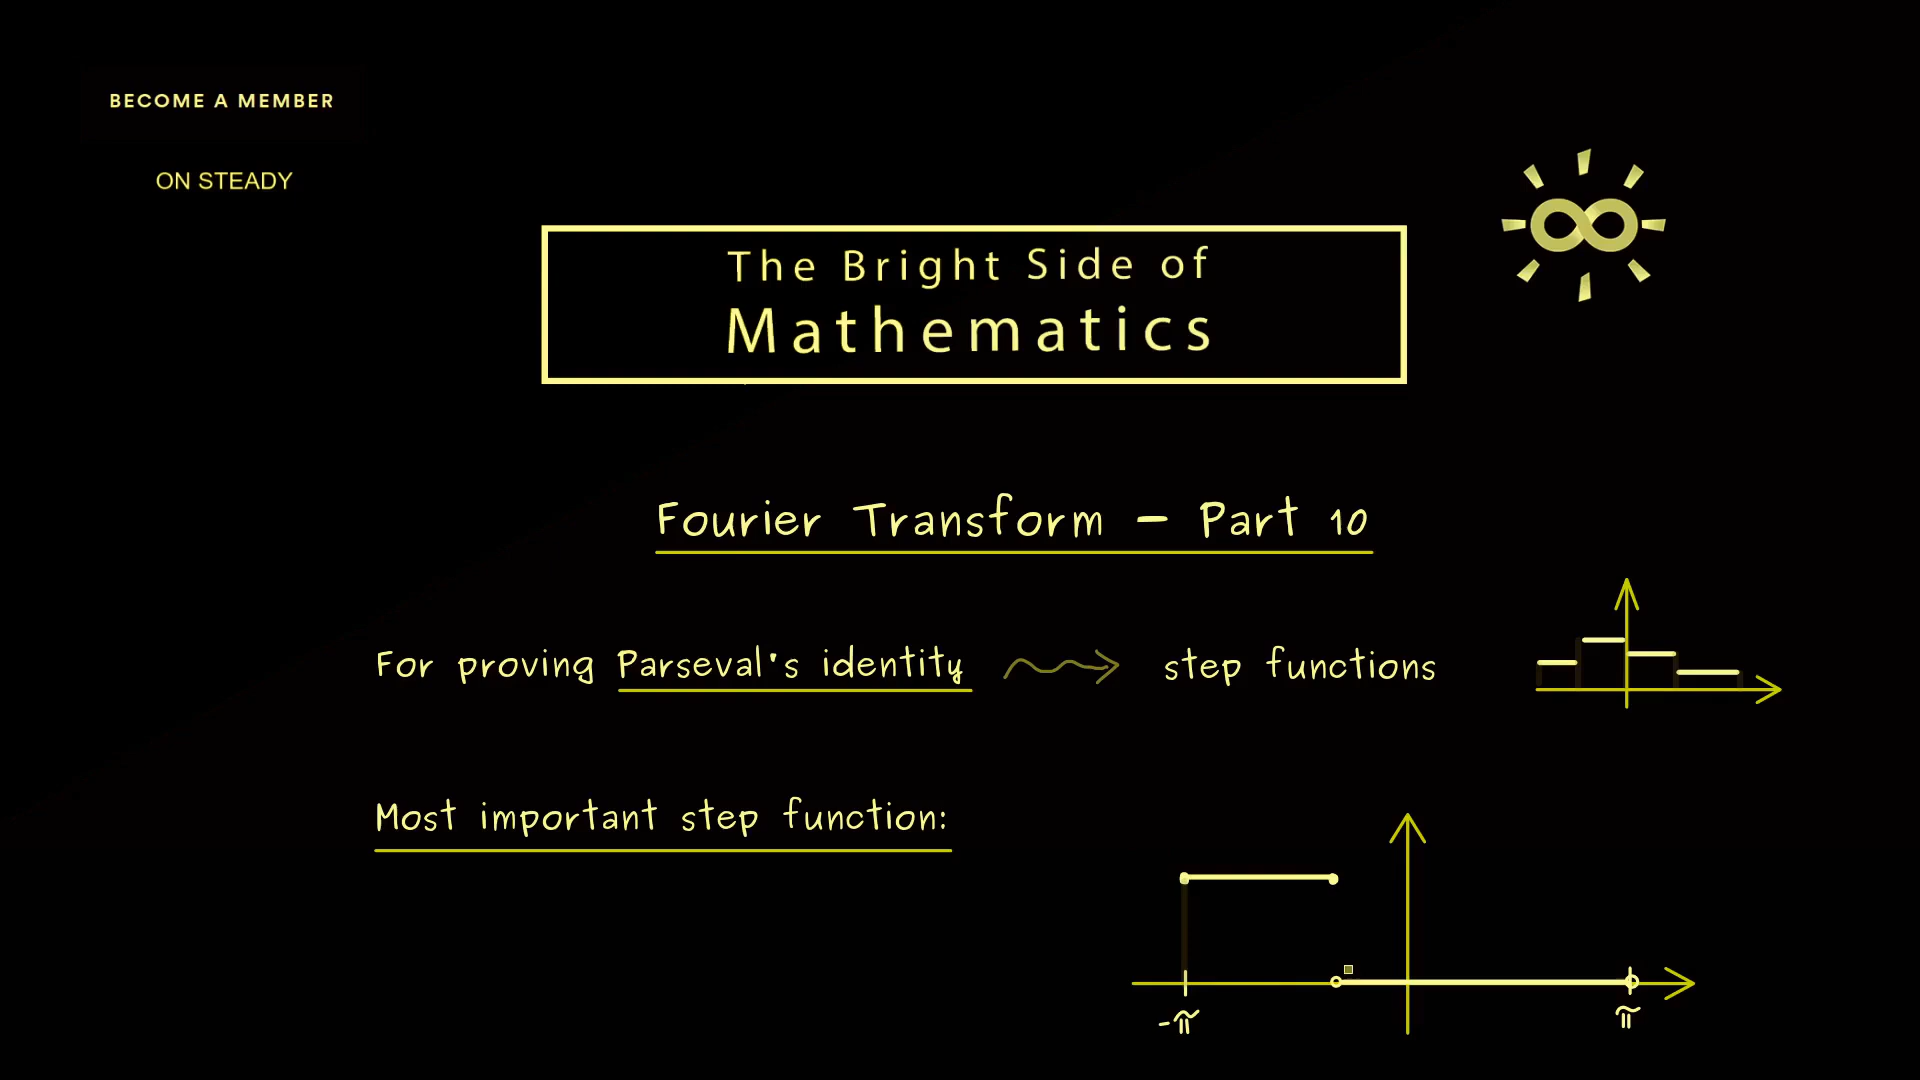 BECOME A MEMBER
ON STEADY
The Bright Side of
Mathematics
Fourier Transform - Part 10
For proving Parseval's identity
step functions
Most important step function:
-π
π